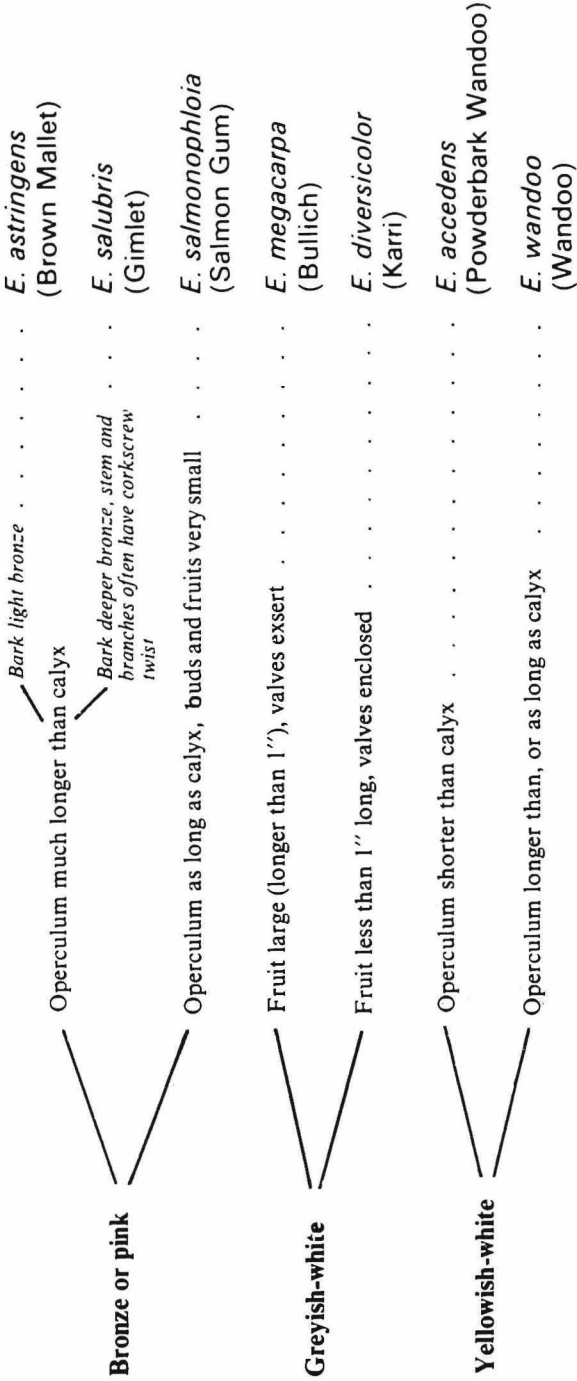 Bronze or pink
Operculum much longer than calyx
Bark light bronze . . . . . . . E. astringens
(Brown Mallet)
Bark deeper bronze, stem and . . . E. salubris
branches often have corkscrew (Gimlet)
twist
Operculum as long as calyx, buds and fruits very small . . . . E. salmonophloia
(Salmon Gum)
Greyish-white
Fruit large (longer than 1″), valves exsert . . . . . . . . E. megacarpa
(Bullich)
Fruit less than 1″ long, valves enclosed . . . . . . . . . E. diversicolor
(Karri)
Yellowish-white
Operculum shorter than calyx . . . . . . . . . . . E. accedens
(Powderbark Wandoo)
Operculum longer than, or as long as calyx . . . . . . . . E. wandoo
(Wandoo)